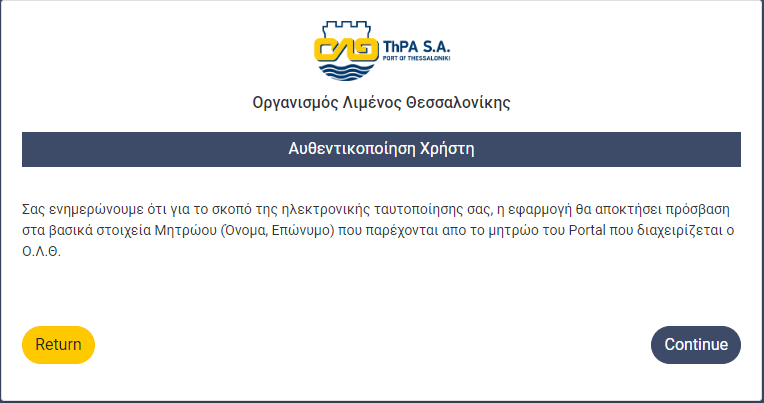 ΟΛΘ ThPA S.A.
PORT OF THESSALONIKI
Οργανισμός Λιμένος Θεσσαλονίκης
Αυθεντικοποίηση Χρήστη
Σας ενημερώνουμε ότι για το σκοπό της ηλεκτρονικής ταυτοποίησης σας, η εφαρμογή θα αποκτήσει πρόσβαση
στα βασικά στοιχεία Μητρώου (Όνομα, Επώνυμο) που παρέχονται απο το μητρώο του Portal που διαχειρίζεται ο
Ο.Λ.Θ.
Return
Continue